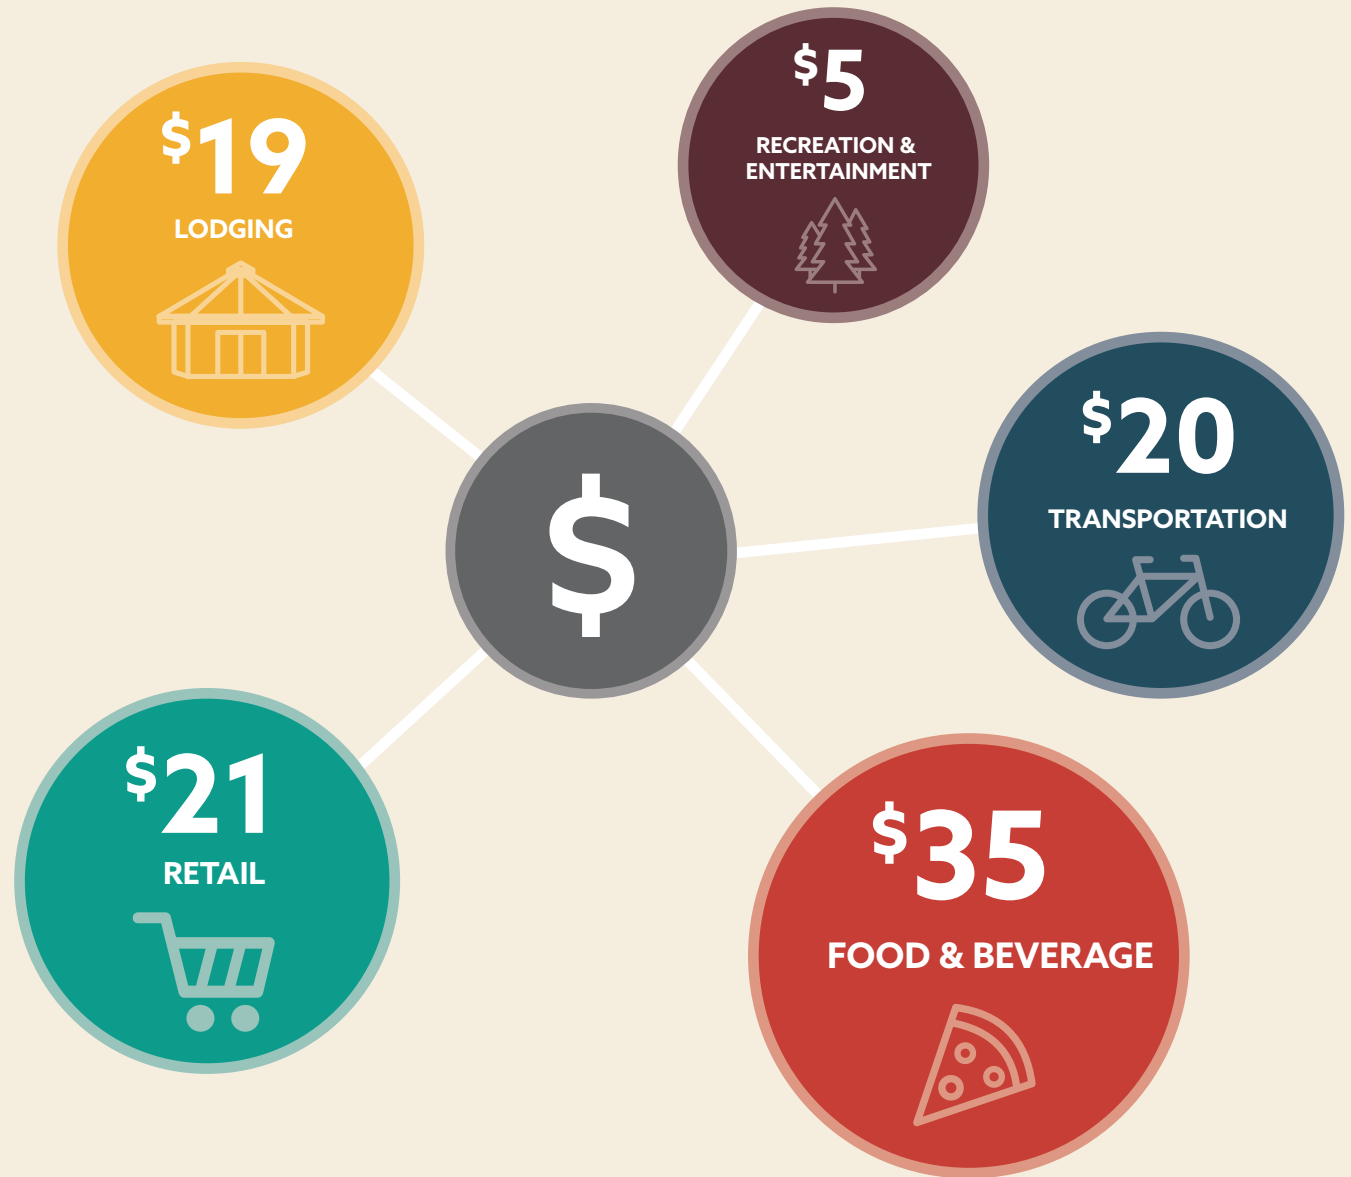 $5
RECREATION &
ENTERTAINMENT
$19
LODGING
$20
TRANSPORTATION
$
$21
RETAIL
$35
FOOD & BEVERAGE